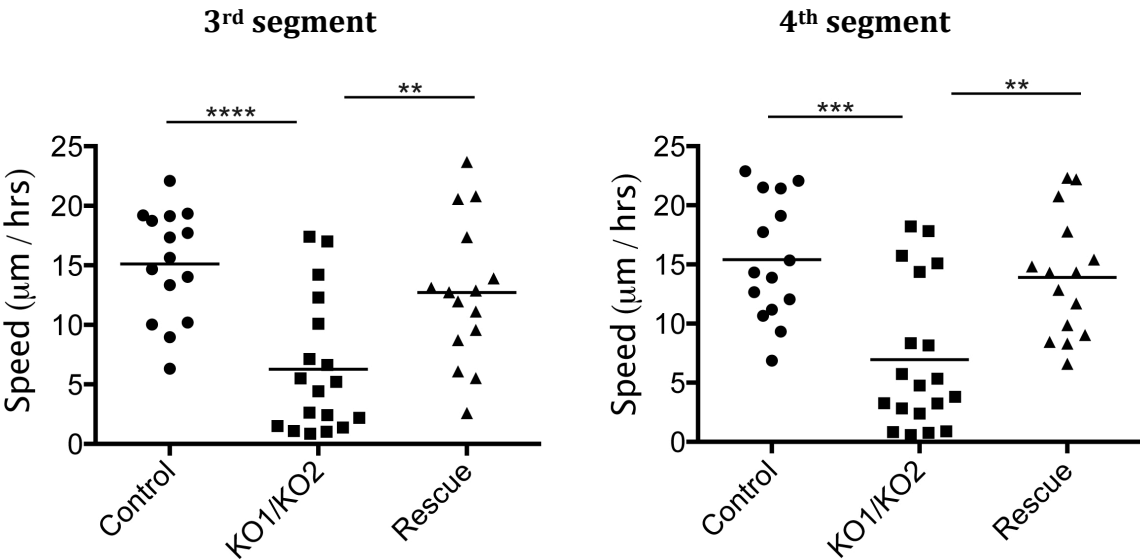 3rd segment
4th segment
****
**
***
**
25
20
15
10
5
0
Speed (μm / hrs)
Control
KO1/KO2
Rescue
25
20
15
10
5
0
Speed (μm / hrs)
Control
KO1/KO2
Rescue